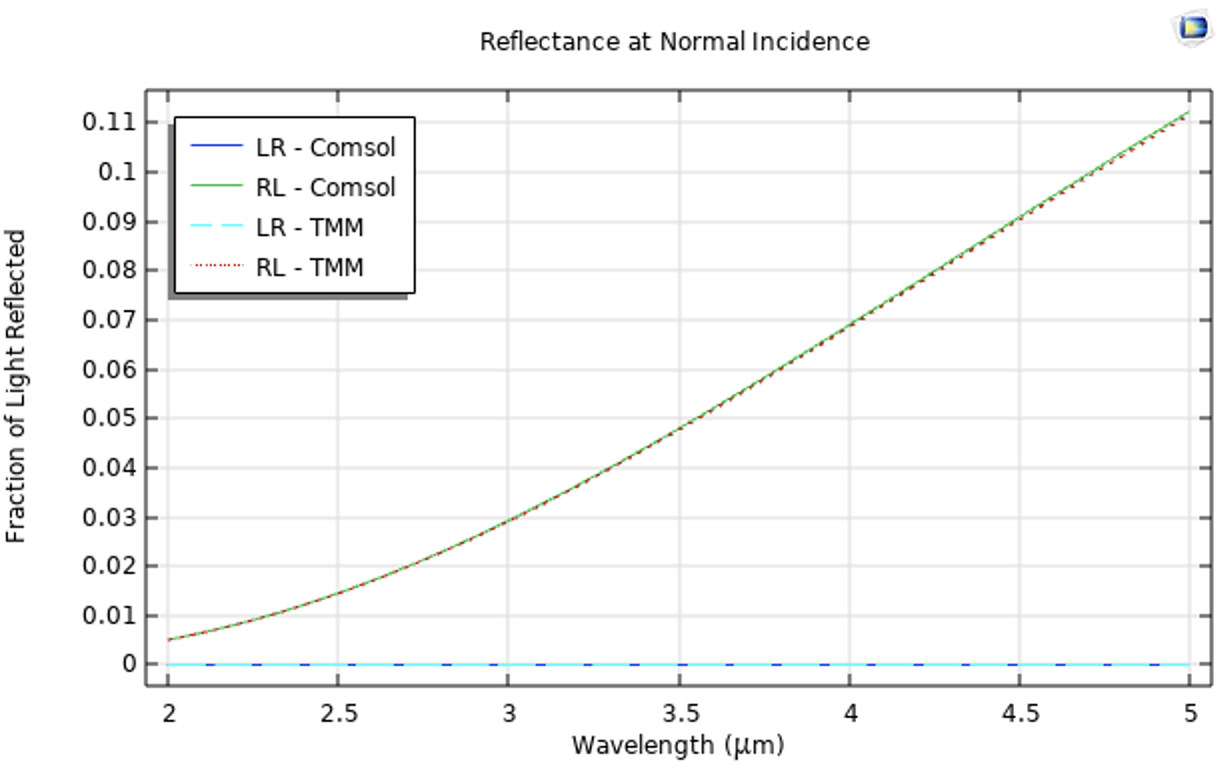 Reflectance at Normal Incidence
LR - Comsol
RL - Comsol
LR - TMM
RL - TMM
0.11
0.1
0.09
0.08
0.07
0.06
0.05
0.04
0.03
0.02
0.01
0
Fraction of Light Reflected
2 2.5 3 3.5 4 4.5 5
Wavelength (μm)